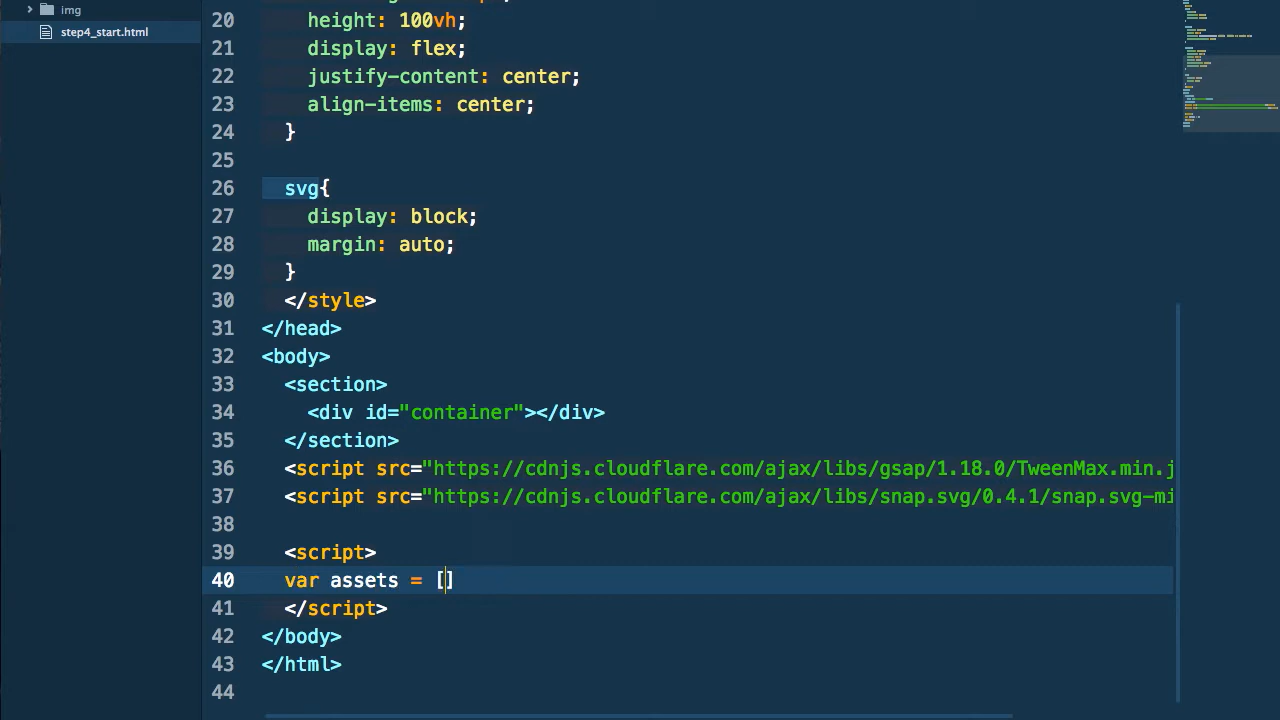 img
step4_start.html
20 height: 100vh;
21 display: flex;
22 justify-content: center;
23 align-items: center;
24 }
25
26 svg{
27 display: block;
28 margin: auto;
29 }
30 </style>
31 </head>
32 <body>
33 <section>
34 <div id="container"></div>
35 </section>
36 <script src="https://cdnjs.cloudflare.com/ajax/libs/gsap/1.18.0/TweenMax.min.j
37 <script src="https://cdnjs.cloudflare.com/ajax/libs/snap.svg/0.4.1/snap.svg-mi
38
39 <script>
40 var assets = []
41 </script>
42 </body>
43 </html>
44